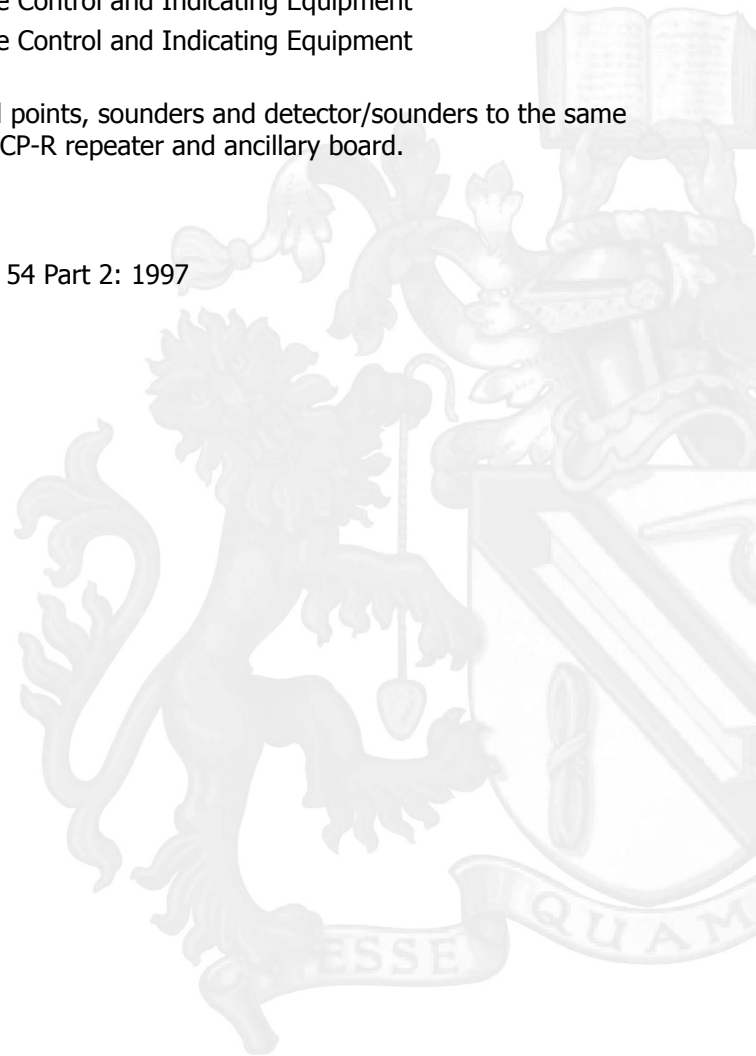 e Control and Indicating Equipment
e Control and Indicating Equipment
points, sounders and detector/sounders to the same
CP-R repeater and ancillary board.
54 Part 2: 1997
ESSE
QUAM